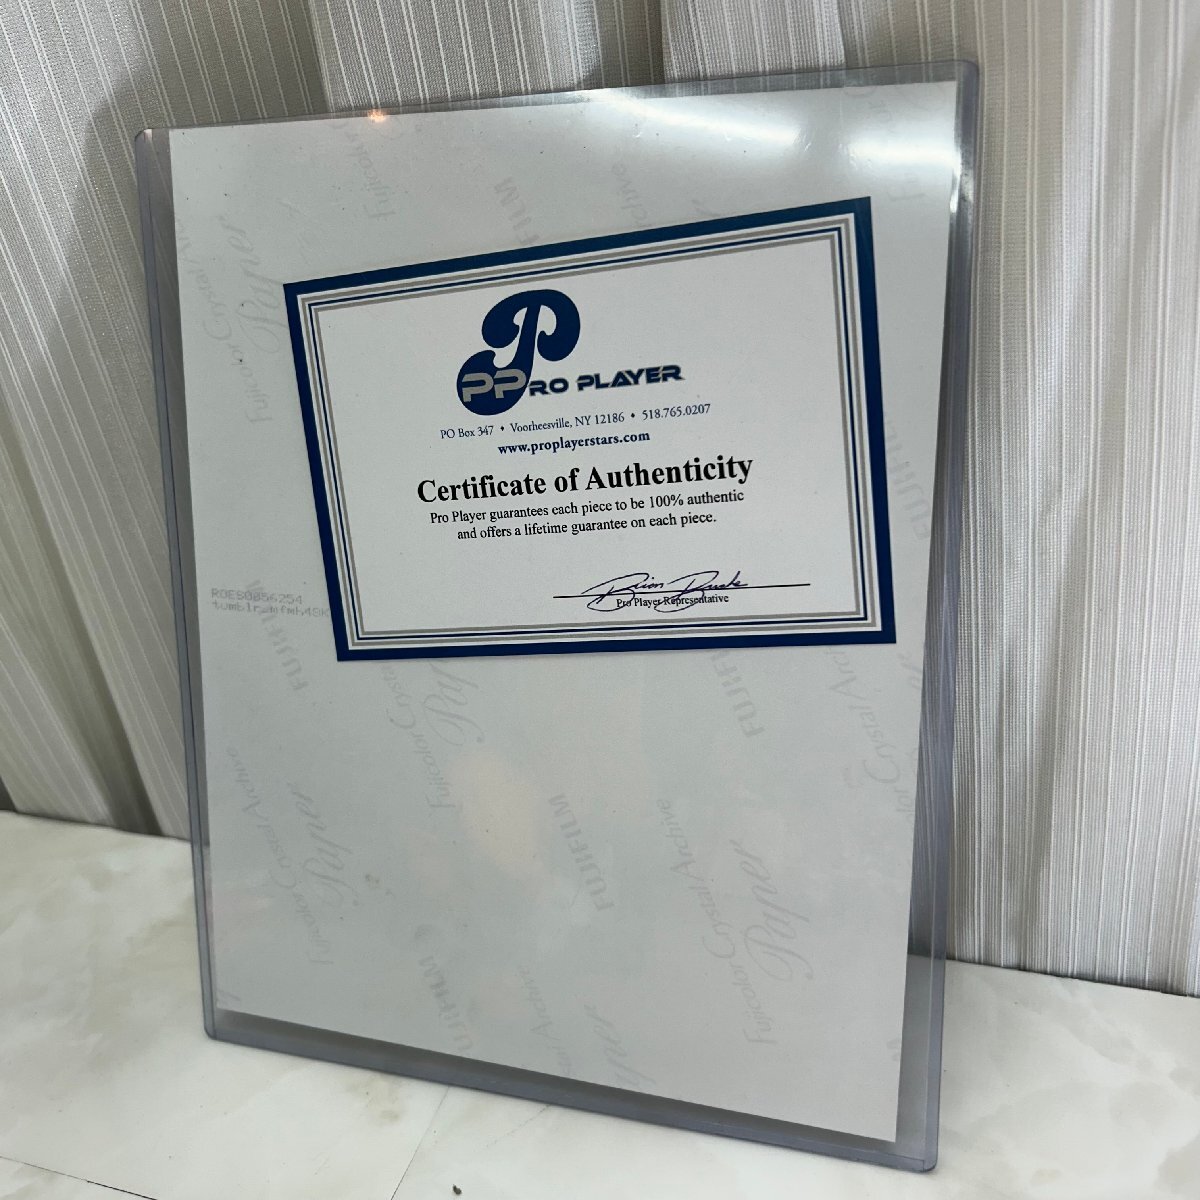 PRO PLAYER
PO Box 347 • Voorheesville, NY 12186 • 518.765.0207
www.proplayerstars.com
Certificate of Authenticity
Pro Player guarantees each piece to be 100% authentic
and offers a lifetime guarantee on each piece.
Pro Player Representative
ROES0856254
FUJIFILM
Fujicolor Crystal Archive
Paper